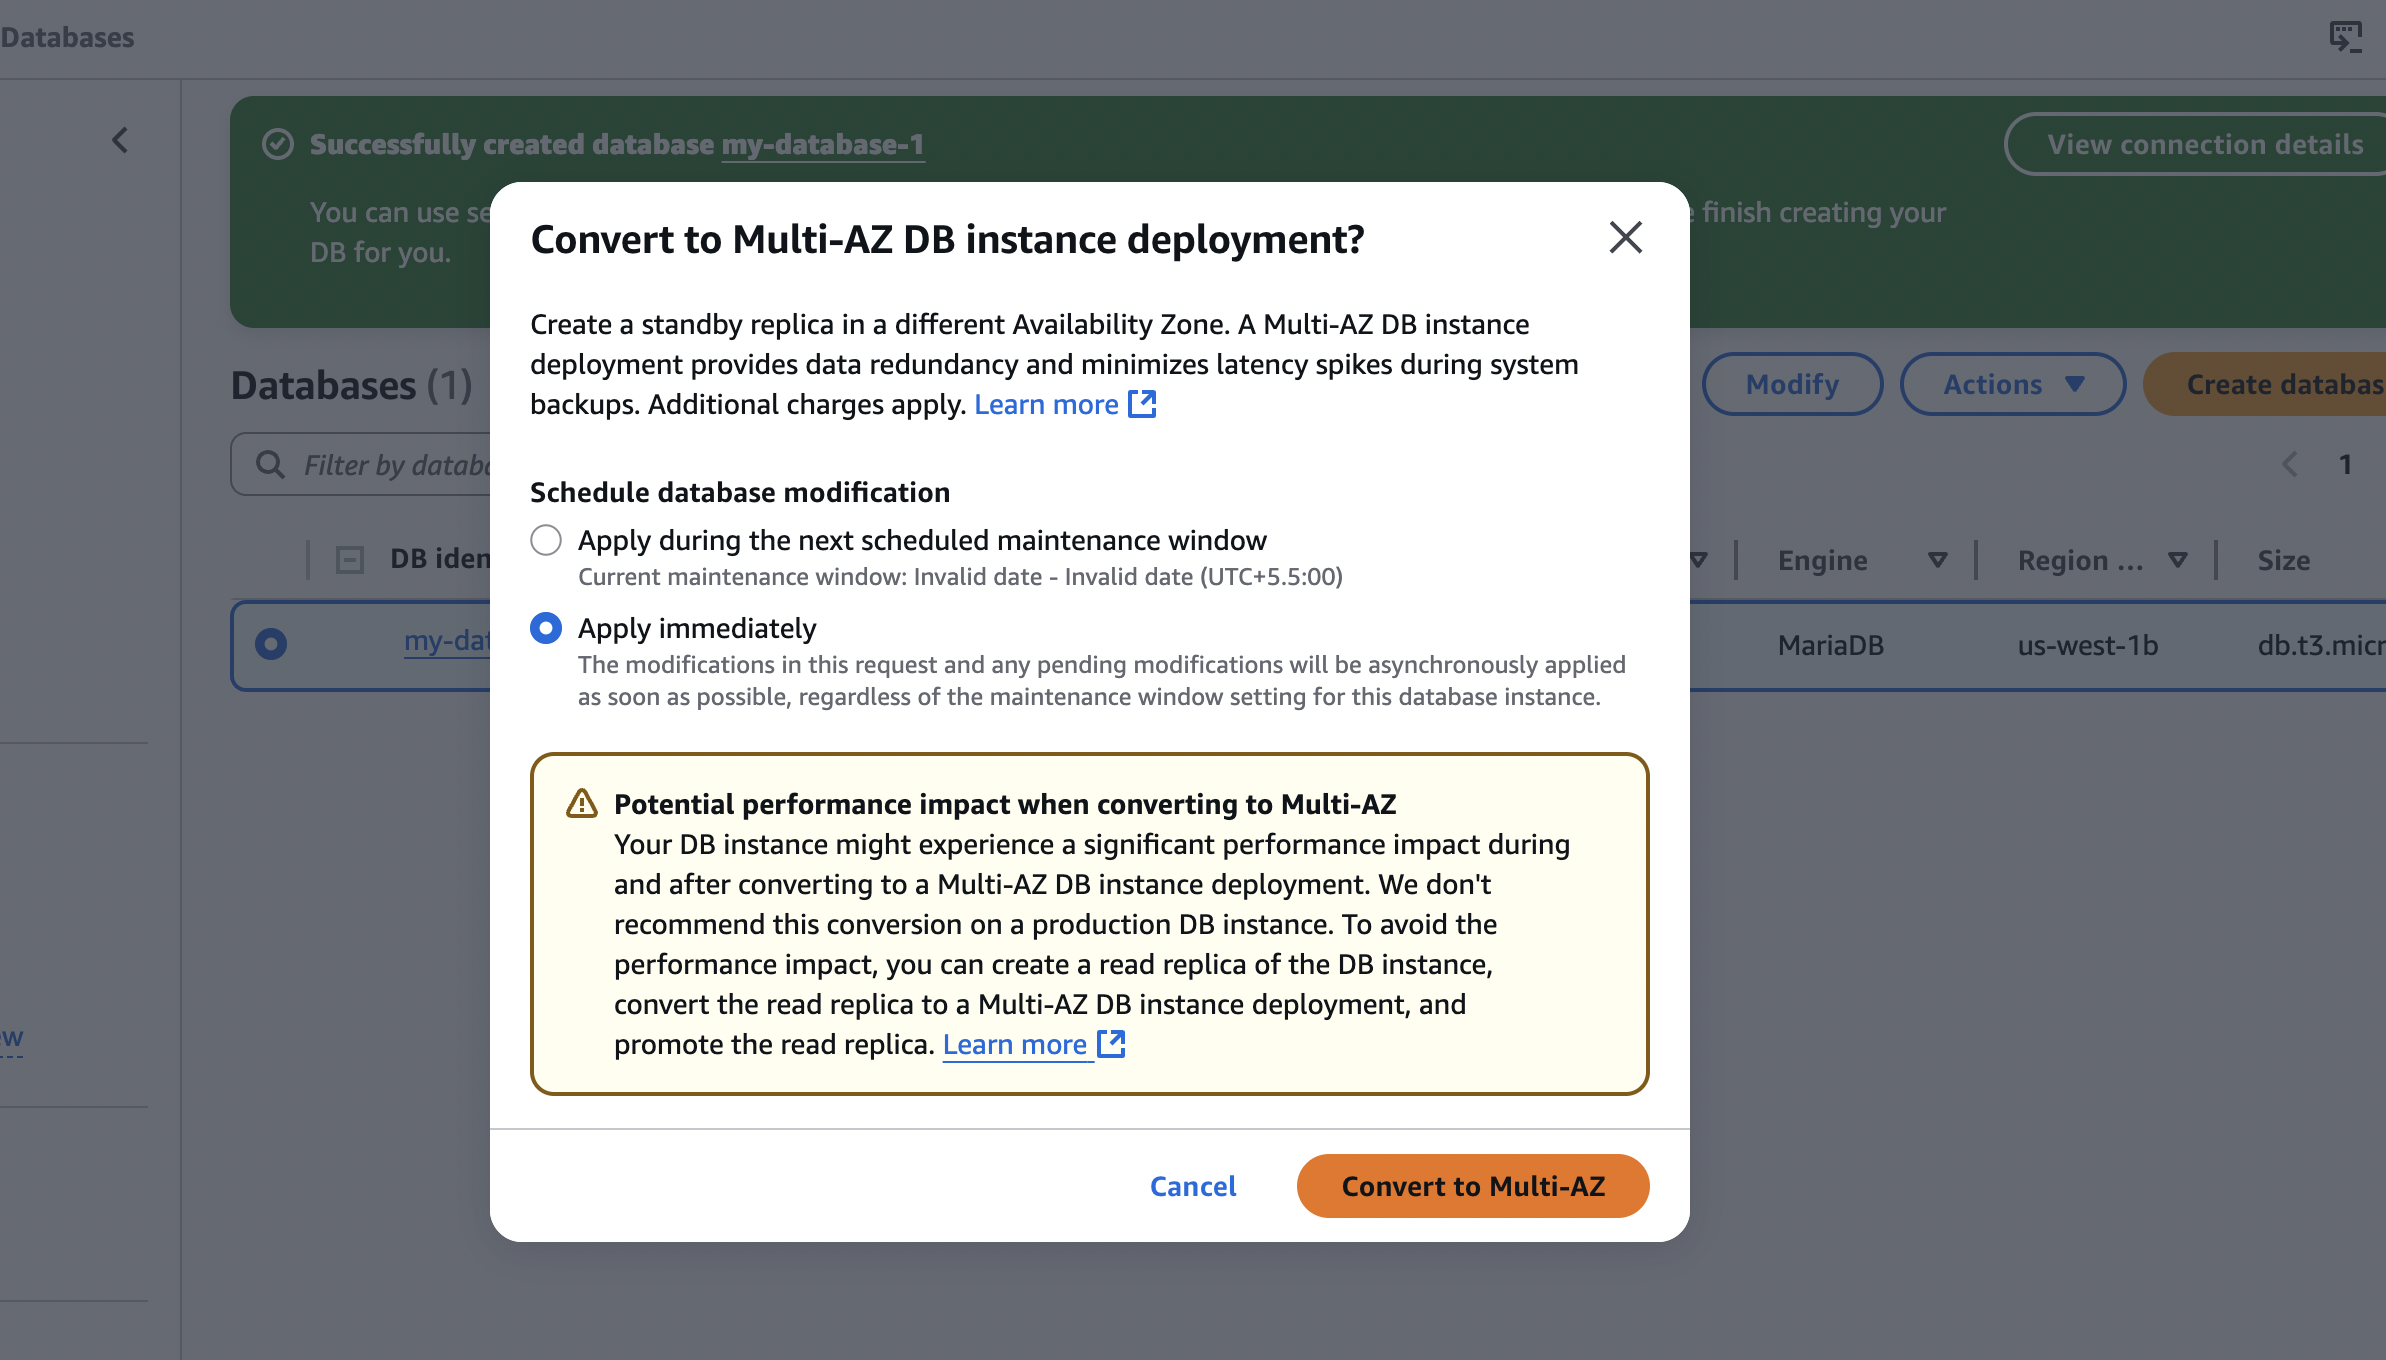 Databases
Successfully created database my-database-1
View connection details
You can use
finish creating your
DB for you.
Convert to Multi-AZ DB instance deployment?
Create a standby replica in a different Availability Zone. A Multi-AZ DB instance
deployment provides data redundancy and minimizes latency spikes during system
backups. Additional charges apply. Learn more
Schedule database modification
Apply during the next scheduled maintenance window
Current maintenance window: Invalid date - Invalid date (UTC+5.5:00)
Apply immediately
The modifications in this request and any pending modifications will be asynchronously applied
as soon as possible, regardless of the maintenance window setting for this database instance.
Potential performance impact when converting to Multi-AZ
Your DB instance might experience a significant performance impact during
and after converting to a Multi-AZ DB instance deployment. We don't
recommend this conversion on a production DB instance. To avoid the
performance impact, you can create a read replica of the DB instance,
convert the read replica to a Multi-AZ DB instance deployment, and
promote the read replica. Learn more
Cancel
Convert to Multi-AZ
Databases (1)
Modify
Actions
Create databas
Filter by databa
1
DB iden
Engine
Region ...
Size
my-dat
MariaDB
us-west-1b
db.t3.micr
ew